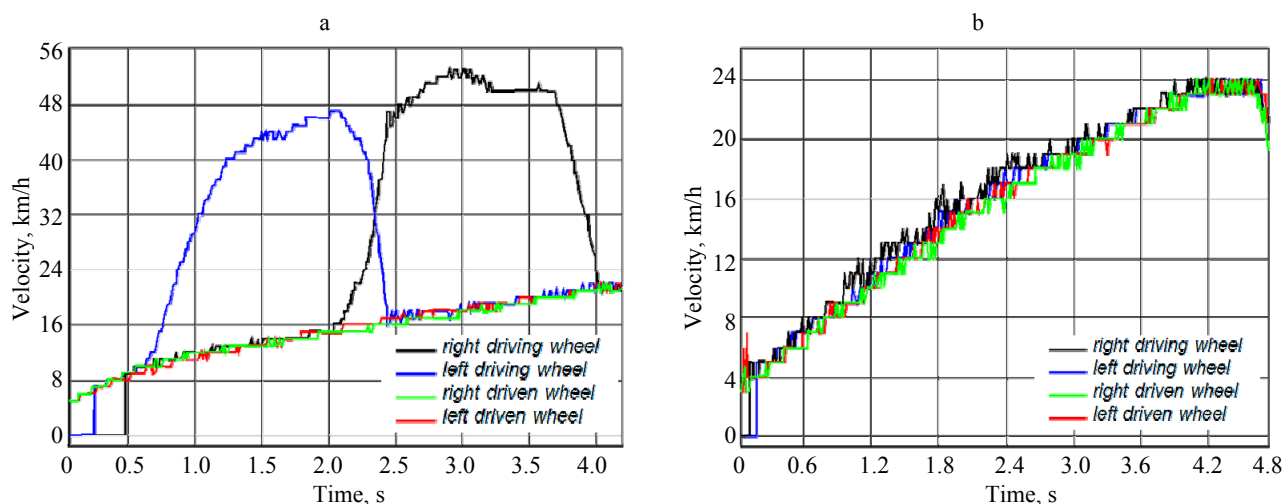 a
56
48
40
32
24
16
8
0
Velocity, km/h
right driving wheel
left driving wheel
right driven wheel
left driven wheel
0 0.5 1.0 1.5 2.0 2.5 3.0 3.5 4.0
Time, s
b
24
20
16
12
8
4
0
Velocity, km/h
right driving wheel
left driving wheel
right driven wheel
left driven wheel
0 0.6 1.2 1.8 2.4 3.0 3.6 4.2 4.8
Time, s